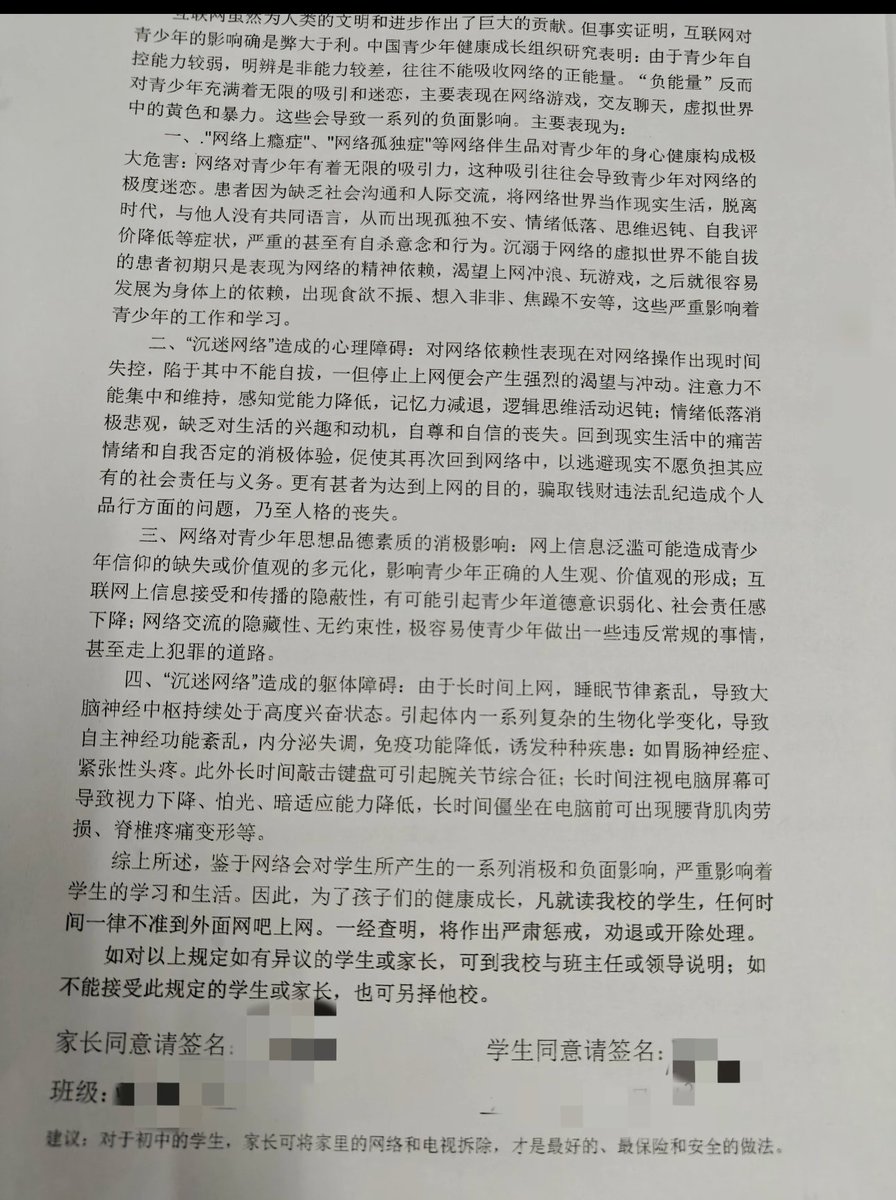 互联网虽然为人类的文明和进步作出了巨大的贡献。但事实证明，互联网对
青少年的影响确是弊大于利。中国青少年健康成长组织研究表明：由于青少年自
控能力较弱，明辨是非能力较差，往往不能吸收网络的正能量。“负能量”反而
对青少年充满着无限的吸引和迷恋，主要表现在网络游戏，交友聊天，虚拟世界
中的黄色和暴力。这些会导致一系列的负面影响。主要表现为：
一、."网络上瘾症"、"网络孤独症"等网络伴生品对青少年的身心健康构成极
大危害：网络对青少年有着无限的吸引力，这种吸引往往会导致青少年对网络的
极度迷恋。患者因为缺乏社会沟通和人际交流，将网络世界当作现实生活，脱离
时代，与他人没有共同语言，从而出现孤独不安、情绪低落、思维迟钝、自我评
价降低等症状，严重的甚至有自杀意念和行为。沉溺于网络的虚拟世界不能自拔
的患者初期只是表现为网络的精神依赖，渴望上网冲浪、玩游戏，之后就很容易
发展为身体上的依赖，出现食欲不振、想入非非、焦躁不安等，这些严重影响着
青少年的工作和学习。
二、“沉迷网络”造成的心理障碍：对网络依赖性表现在对网络操作出现时间
失控，陷于其中不能自拔，一但停止上网便会产生强烈的渴望与冲动。注意力不
能集中和维持，感知觉能力降低，记忆力减退，逻辑思维活动迟钝；情绪低落消
极悲观，缺乏对生活的兴趣和动机，自尊和自信的丧失。回到现实生活中的痛苦
情绪和自我否定的消极体验，促使其再次回到网络中，以逃避现实不愿负担其应
有的社会责任与义务。更有甚者为达到上网的目的，骗取钱财违法乱纪造成个人
品行方面的问题，乃至人格的丧失。
三、网络对青少年思想品德素质的消极影响：网上信息泛滥可能造成青少
年信仰的缺失或价值观的多元化，影响青少年正确的人生观、价值观的形成；互
联网上信息接受和传播的隐蔽性，有可能引起青少年道德意识弱化、社会责任感
下降；网络交流的隐藏性、无约束性，极容易使青少年做出一些违反常规的事情，
甚至走上犯罪的道路。
四、“沉迷网络”造成的躯体障碍：由于长时间上网，睡眠节律紊乱，导致大
脑神经中枢持续处于高度兴奋状态。引起体内一系列复杂的生物化学变化，导致
自主神经功能紊乱，内分泌失调，免疫功能降低，诱发种种疾患：如胃肠神经症、
紧张性头疼。此外长时间敲击键盘可引起腕关节综合征；长时间注视电脑屏幕可
导致视力下降、怕光、暗适应能力降低，长时间僵坐在电脑前可出现腰背肌肉劳
损、脊椎疼痛变形等。
综上所述，鉴于网络会对学生所产生的一系列消极和负面影响，严重影响着
学生的学习和生活。因此，为了孩子们的健康成长，凡就读我校的学生，任何时
间一律不准到外面网吧上网。一经查明，将作出严肃惩戒，劝退或开除处理。
如对以上规定如有异议的学生或家长，可到我校与班主任或领导说明；如
不能接受此规定的学生或家长，也可另择他校。
家长同意请签名： 学生同意请签名：
班级：
建议：对于初中的学生，家长可将家里的网络和电视拆除，才是最好的、最保险和安全的做法。